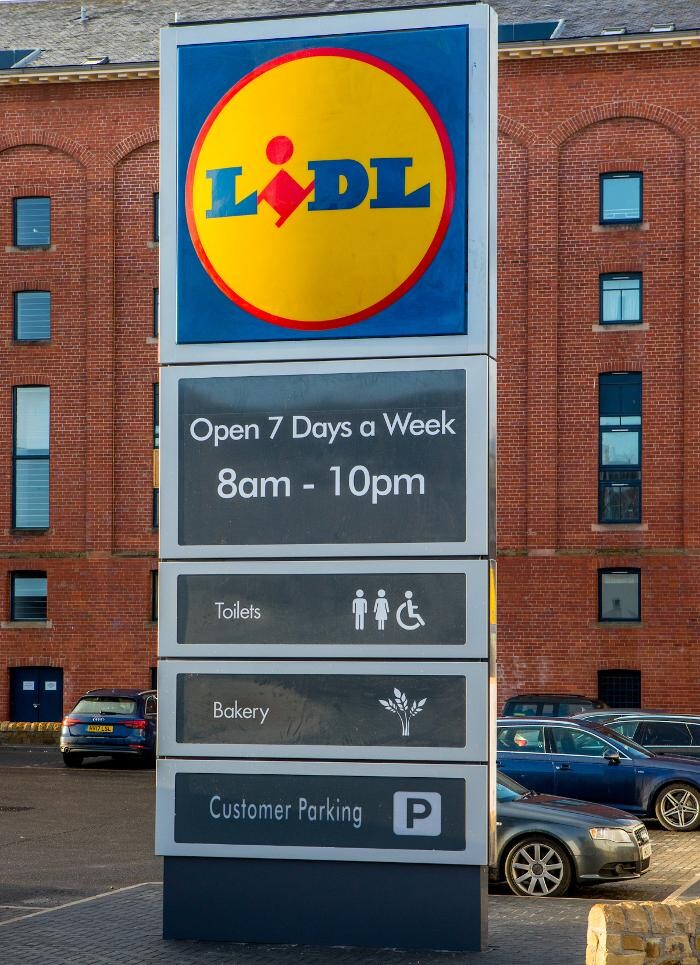 LiDL
Open 7 Days a Week
8am - 10pm
Toilets
Bakery
Customer Parking P